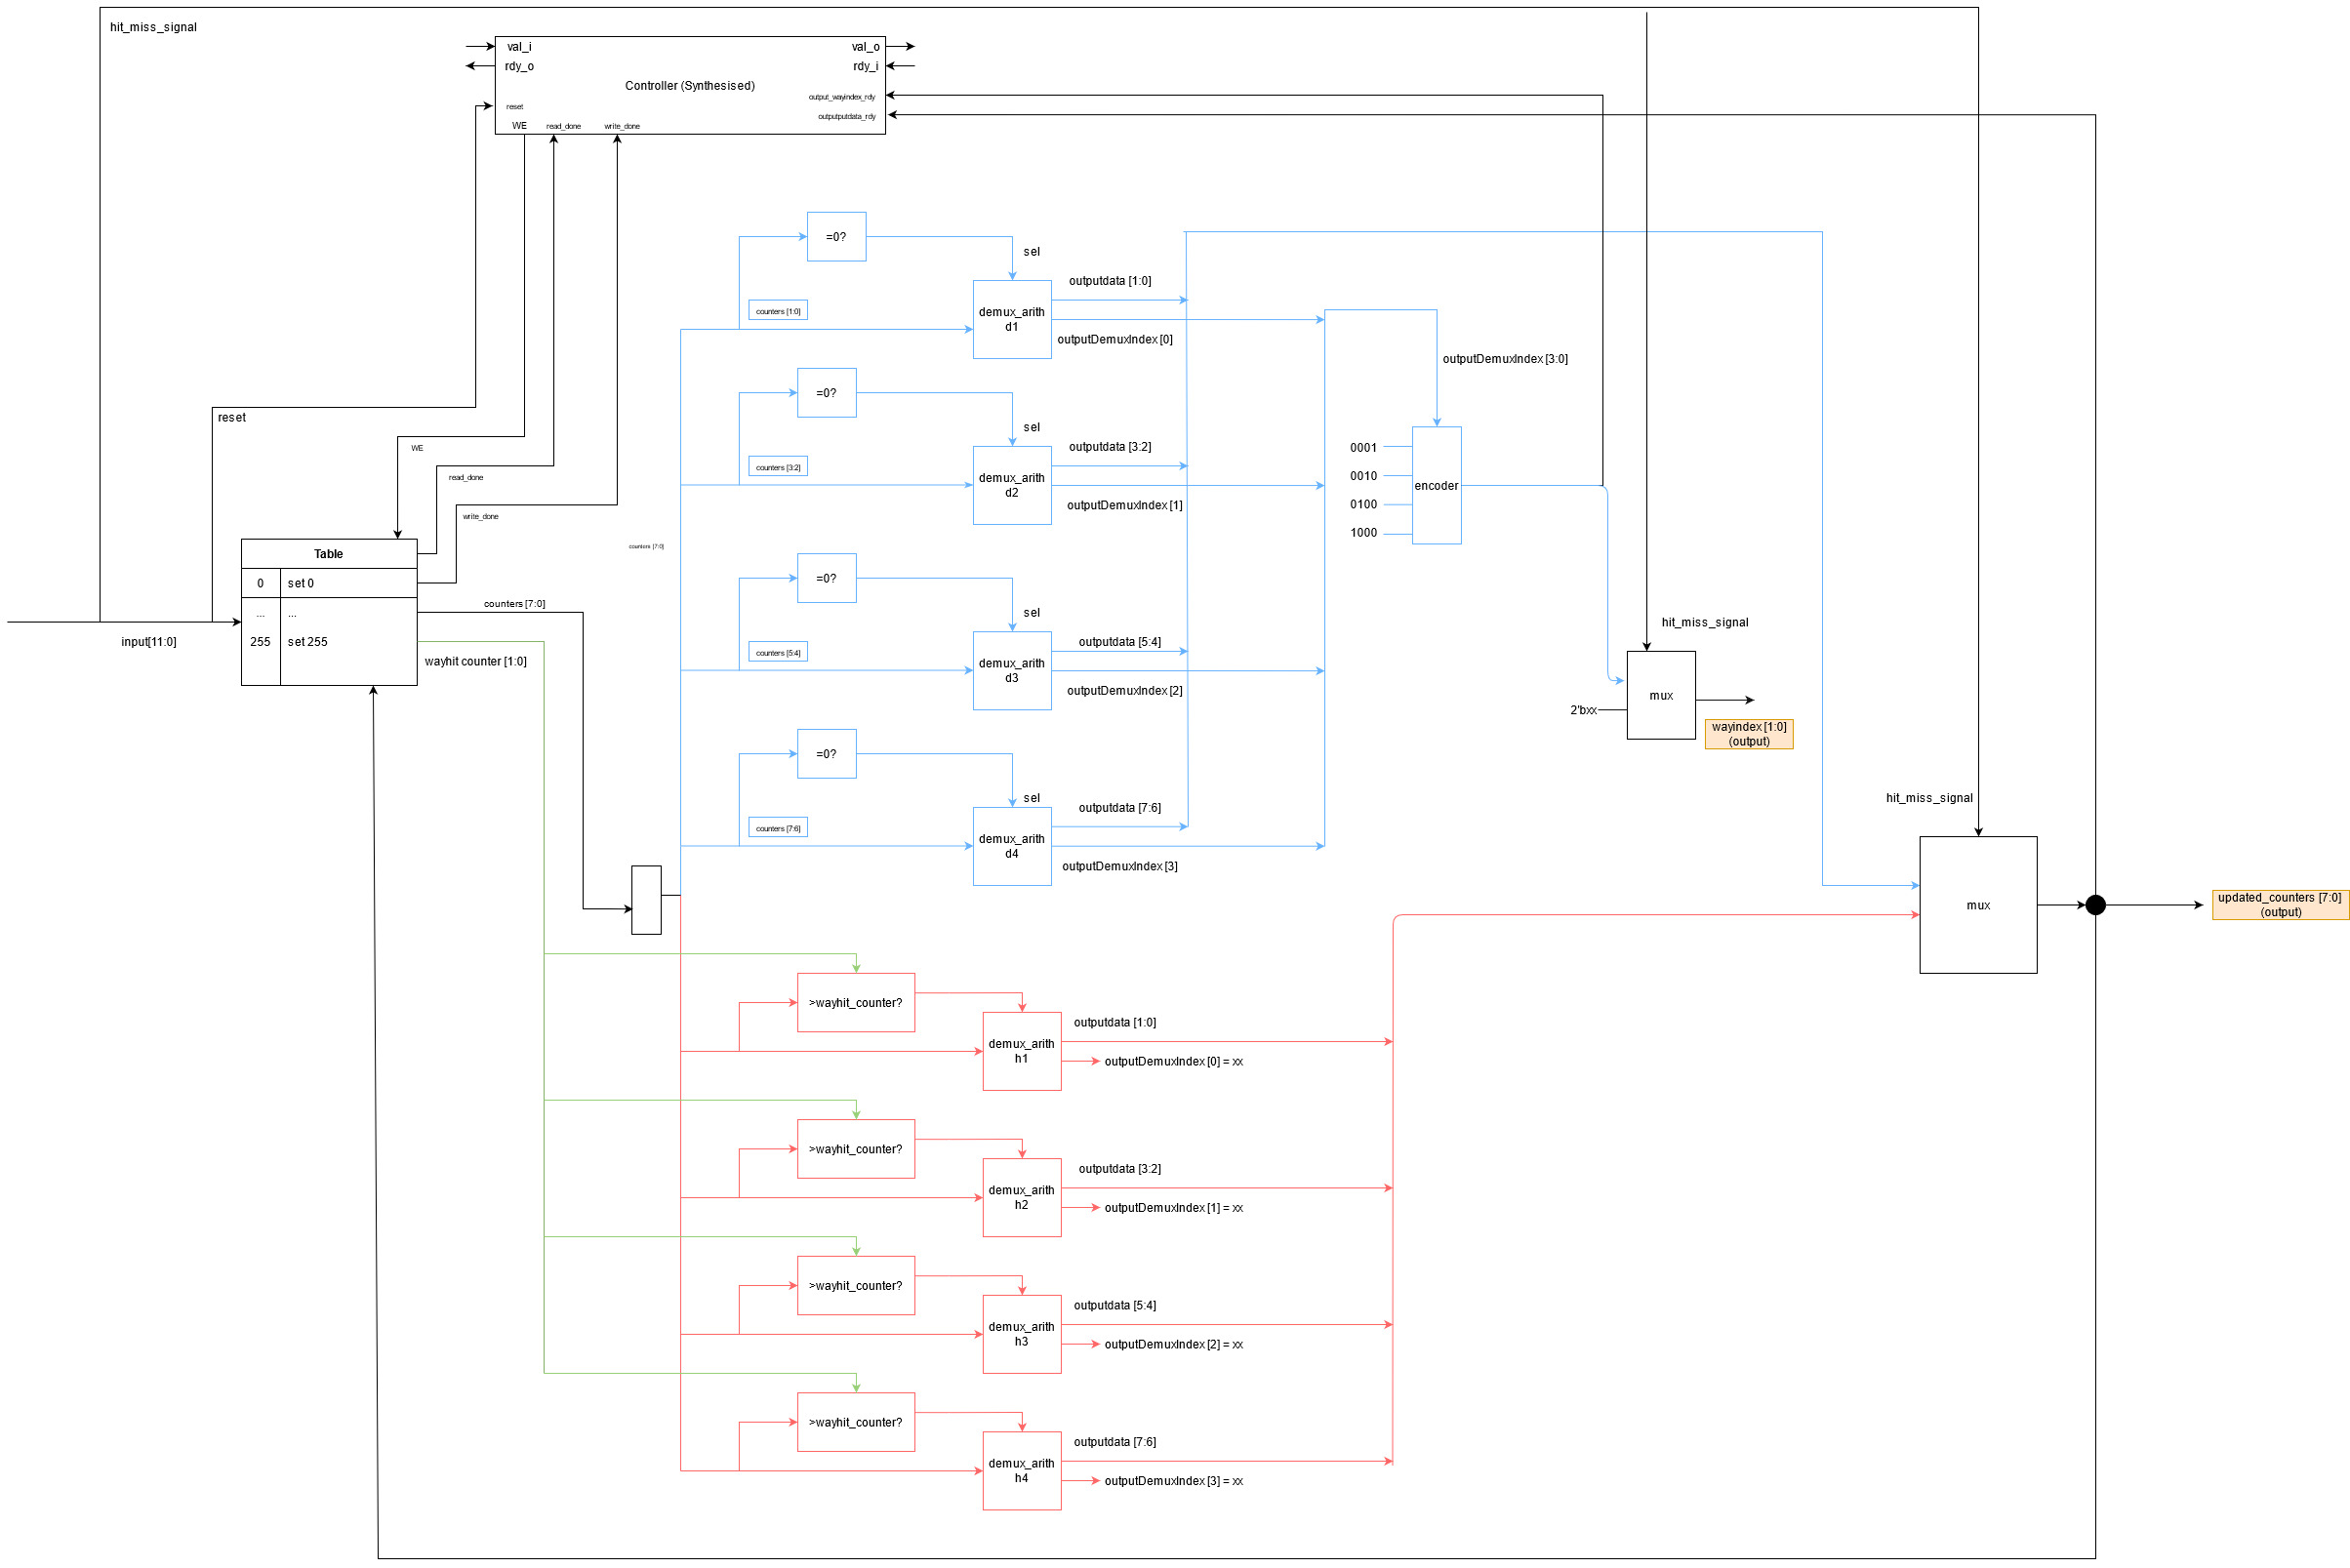 hit_miss_signal
val_i
val_o
rdy_o
rdy_i
Controller (Synthesised)
output_wayindex_rdy
reset
outputputdata_rdy
WE
read_done
write_done
=0?
sel
outputdata [1:0]
counters [1:0]
demux_arith
d1
outputDemuxIndex [0]
outputDemuxIndex [3:0]
=0?
sel
reset
WE
outputdata [3:2]
0001
counters [3:2]
read_done
demux_arith
d2
0010
encoder
outputDemuxIndex [1]
0100
write_done
1000
counters [7:0]
Table
0
set 0
=0?
...
...
counters [7:0]
sel
input[11:0]
255
set 255
hit_miss_signal
outputdata [5:4]
counters [5:4]
wayhit counter [1:0]
demux_arith
d3
outputDemuxIndex [2]
mux
2'bxx
wayindex [1:0]
(output)
=0?
sel
hit_miss_signal
outputdata [7:6]
counters [7:6]
demux_arith
d4
outputDemuxIndex [3]
mux
updated_counters [7:0]
(output)
>wayhit_counter?
outputdata [1:0]
demux_arith
h1
outputDemuxIndex [0] = xx
>wayhit_counter?
outputdata [3:2]
demux_arith
h2
outputDemuxIndex [1] = xx
>wayhit_counter?
outputdata [5:4]
demux_arith
h3
outputDemuxIndex [2] = xx
>wayhit_counter?
outputdata [7:6]
demux_arith
h4
outputDemuxIndex [3] = xx